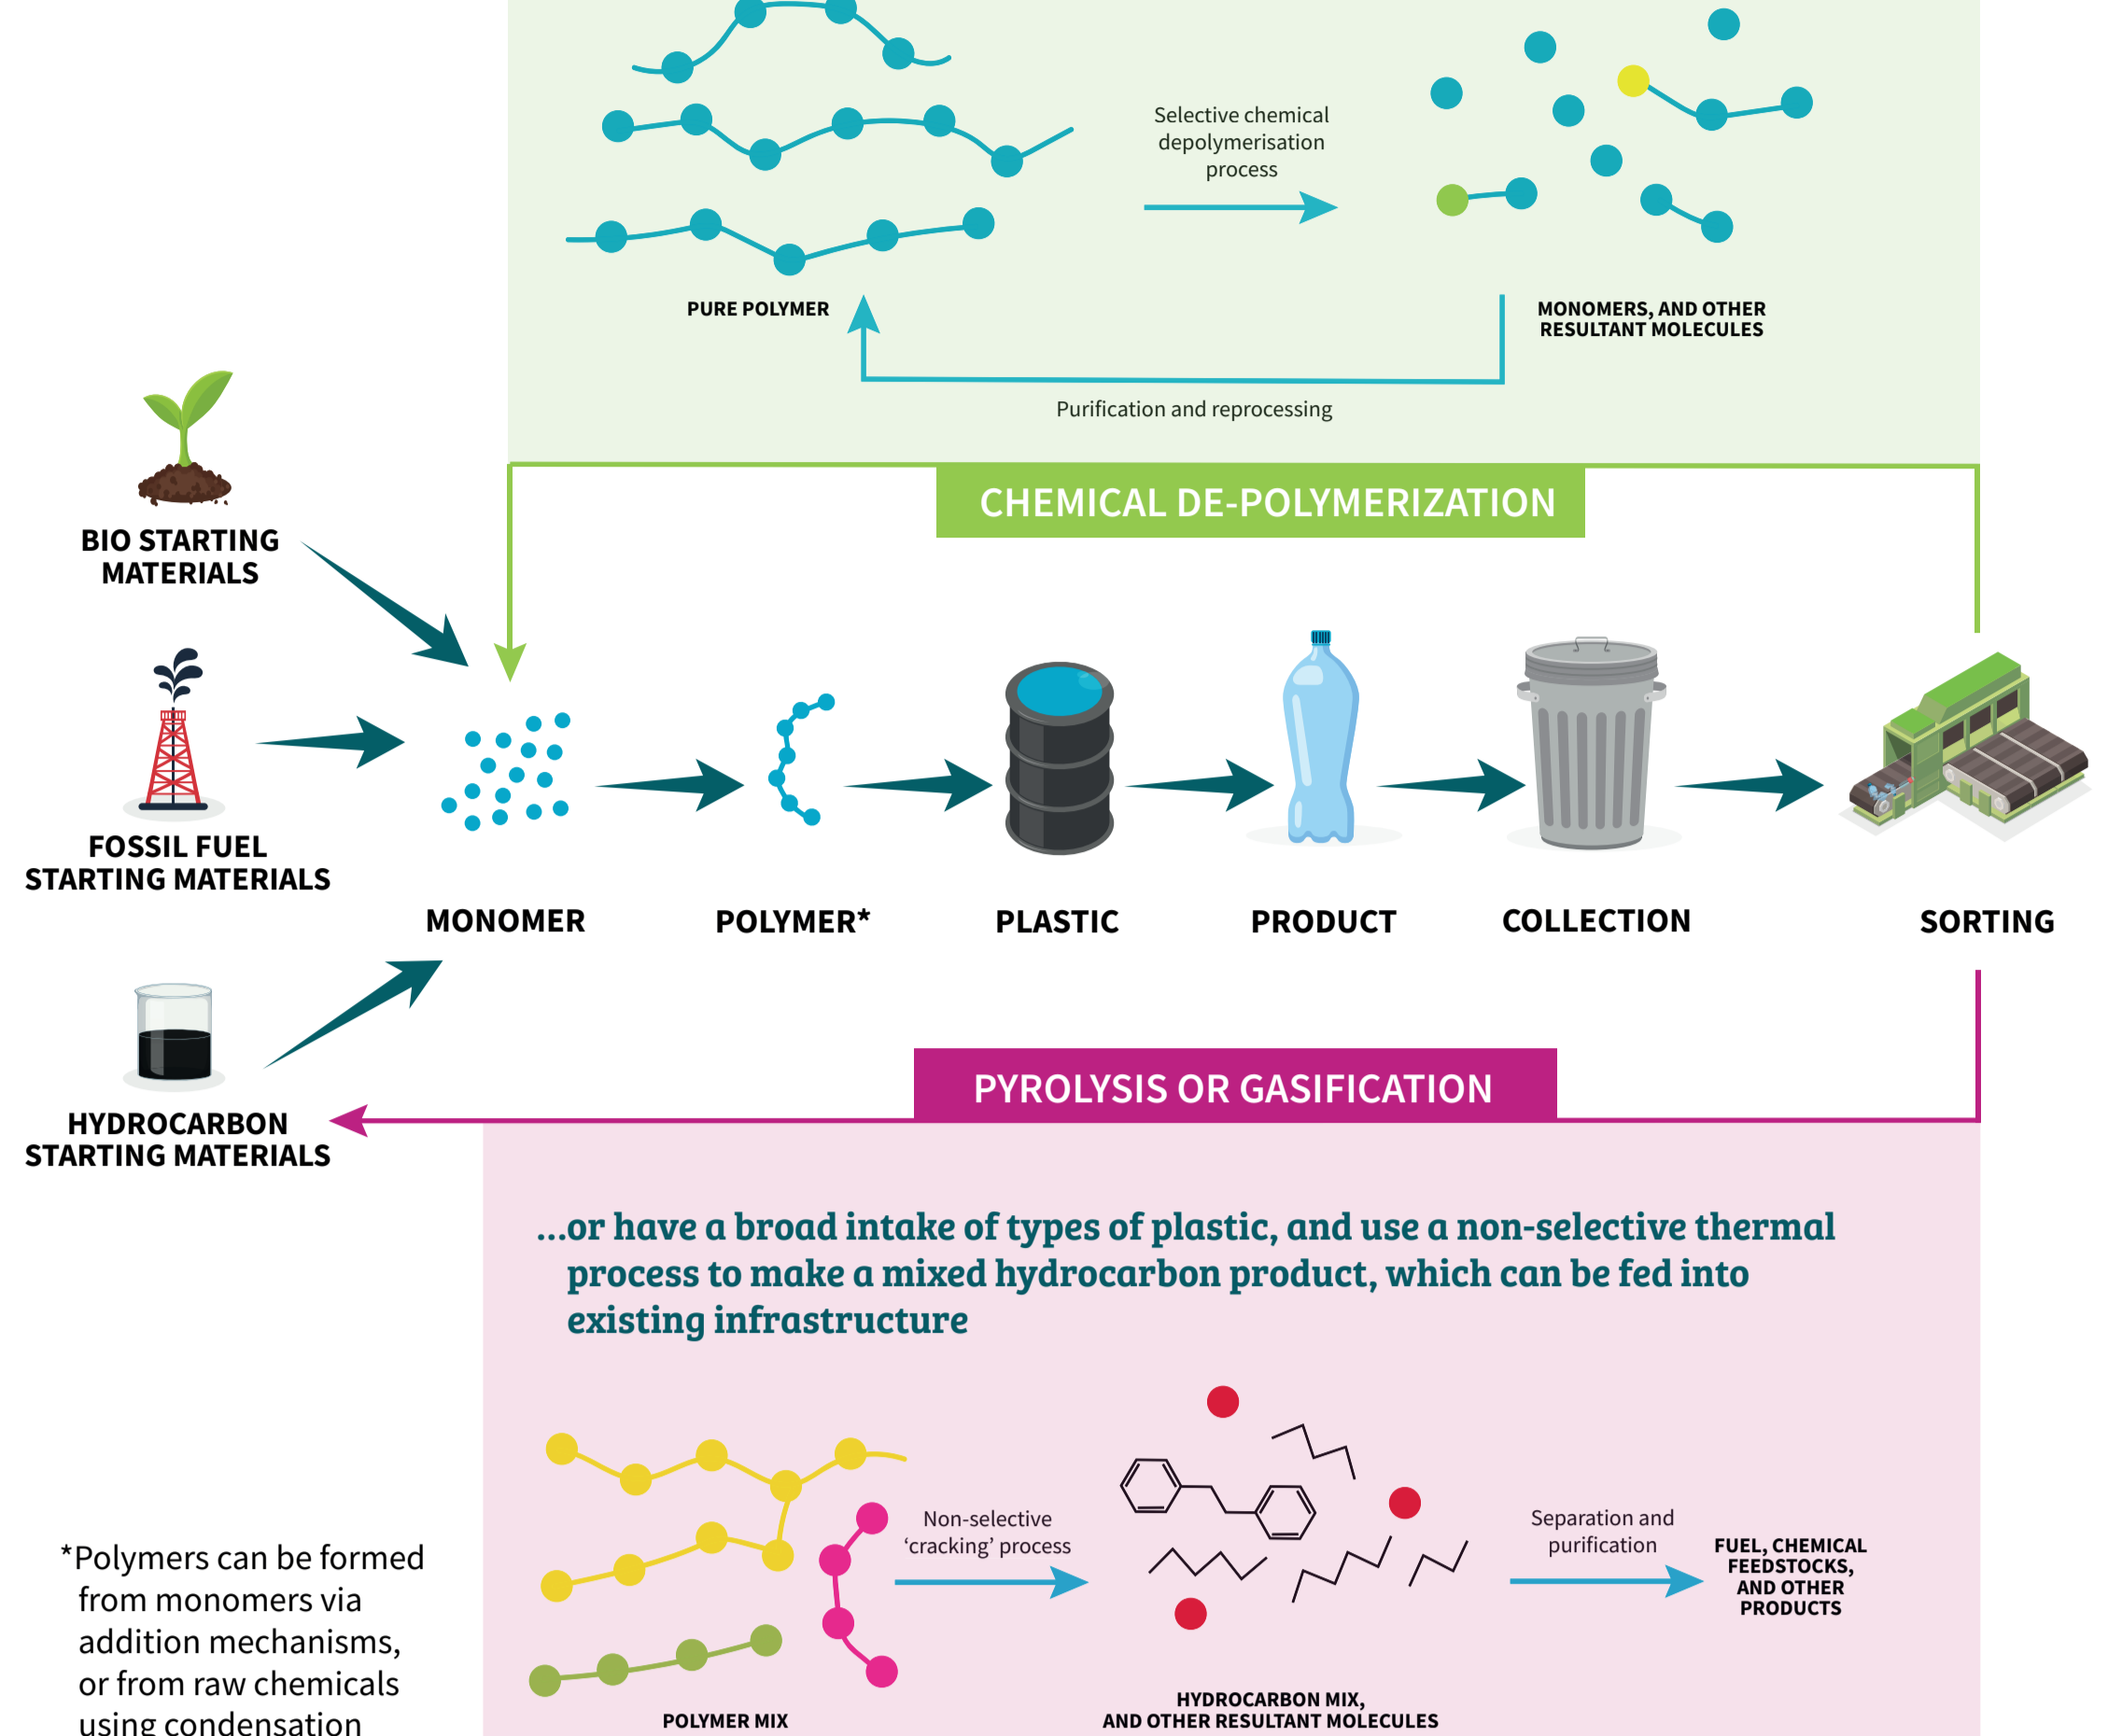 Selective chemical
depolymerisation
process
PURE POLYMER
MONOMERS, AND OTHER
RESULTANT MOLECULES
Purification and reprocessing
CHEMICAL DE-POLYMERIZATION
BIO STARTING
MATERIALS
FOSSIL FUEL
STARTING MATERIALS
MONOMER
POLYMER*
PLASTIC
PRODUCT
COLLECTION
SORTING
HYDROCARBON
STARTING MATERIALS
PYROLYSIS OR GASIFICATION
...or have a broad intake of types of plastic, and use a non-selective thermal
process to make a mixed hydrocarbon product, which can be fed into
existing infrastructure
Non-selective
‘cracking’ process
Separation and
purification
FUEL, CHEMICAL
FEEDSTOCKS,
AND OTHER
PRODUCTS
POLYMER MIX
HYDROCARBON MIX,
AND OTHER RESULTANT MOLECULES
*Polymers can be formed
from monomers via
addition mechanisms,
or from raw chemicals
using condensation